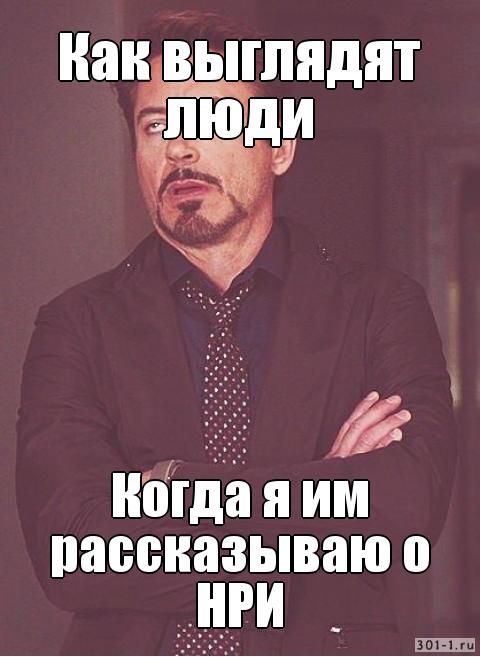 Как выглядят
люди
Когда я им
рассказываю о
НРИ
301-1.ru